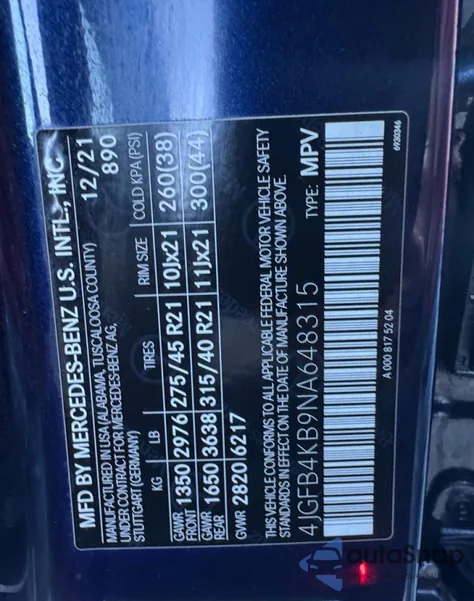 MFD BY MERCEDES-BENZ U.S. INTL., INC.
MANUFACTURED IN USA (ALABAMA, TUSCALOOSA COUNTY) 12/21
UNDER CONTRACT FOR MERCEDES-BENZ AG, 890
STUTTGART (GERMANY)
KG LB TIRES RIM SIZE COLD KPA (PSI)
GAWR FRONT 1350 2976 275/45 R21 10Jx21 260(38)
GAWR REAR 1650 3638 315/40 R21 11Jx21 300(44)
GVWR 2820 6217
THIS VEHICLE CONFORMS TO ALL APPLICABLE FEDERAL MOTOR VEHICLE SAFETY
STANDARDS IN EFFECT ON THE DATE OF MANUFACTURE SHOWN ABOVE.
4JGFB4KB9NA648315 TYPE: MPV
A 000 817 52 04
6930346
autoSnap